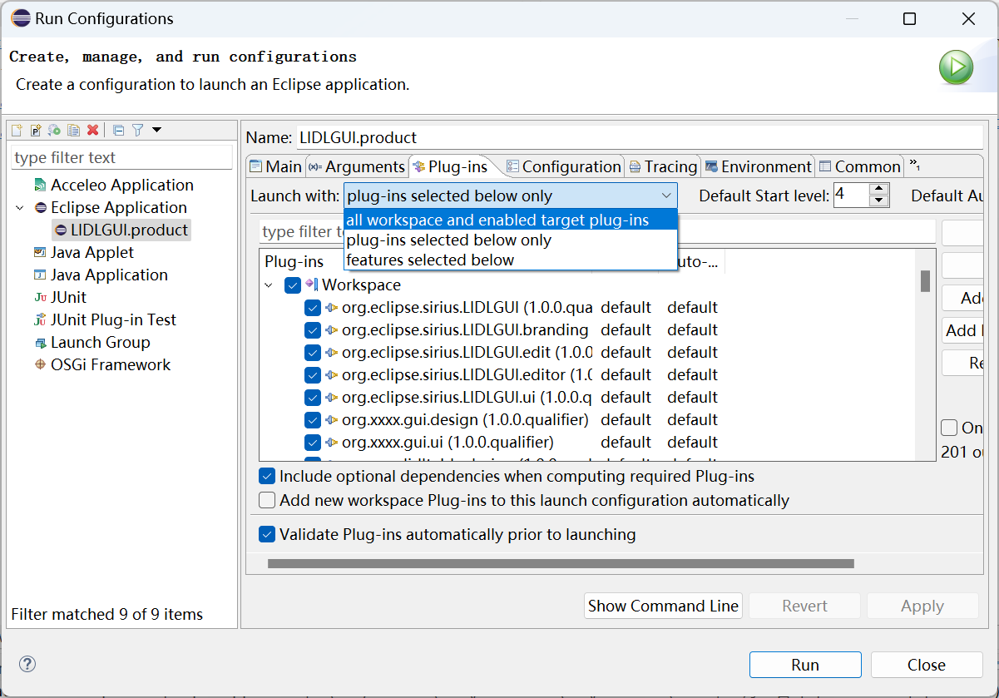 Run Configurations
Create, manage, and run configurations
Create a configuration to launch an Eclipse application.
type filter text
Acceleo Application
Eclipse Application
LIDLGUI.product
Java Applet
Java Application
JUnit
JUnit Plug-in Test
Launch Group
OSGi Framework
Filter matched 9 of 9 items
Name: LIDLGUI.product
Main Arguments Plug-ins Configuration Tracing Environment Common »1
Launch with: plug-ins selected below only Default Start level: 4 Default Au
all workspace and enabled target plug-ins
plug-ins selected below only
features selected below
type filter t
Plug-ins uto-...
Workspace
org.eclipse.sirius.LIDLGUI (1.0.0.qua default default
org.eclipse.sirius.LIDLGUI.branding default default
org.eclipse.sirius.LIDLGUI.edit (1.0.0 default default
org.eclipse.sirius.LIDLGUI.editor (1.0 default default
org.eclipse.sirius.LIDLGUI.ui (1.0.0.q default default
org.xxxx.gui.design (1.0.0.qualifier) default default
org.xxxx.gui.ui (1.0.0.qualifier) default default
Add
Add
Re
On
201 ou
Include optional dependencies when computing required Plug-ins
Add new workspace Plug-ins to this launch configuration automatically
Validate Plug-ins automatically prior to launching
Show Command Line Revert Apply
Run Close